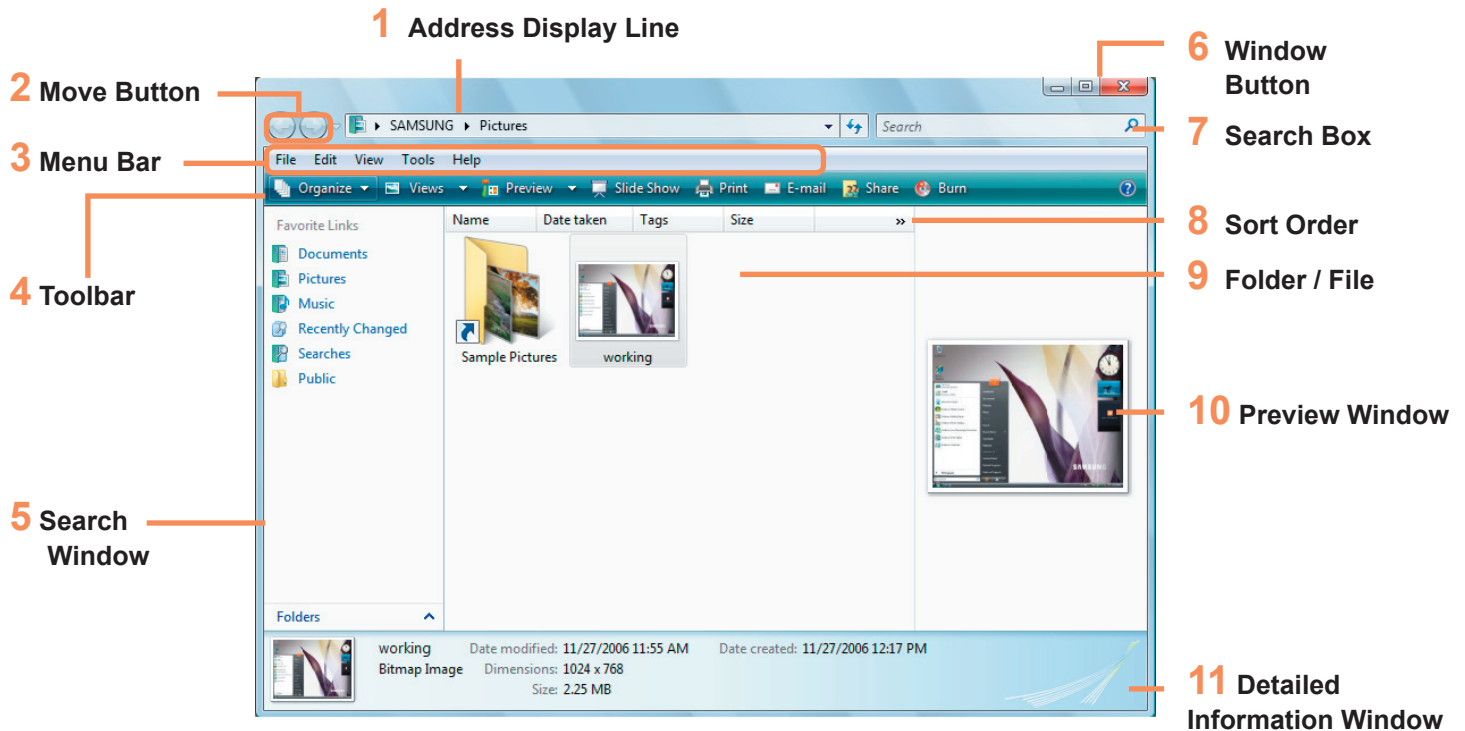 1 Address Display Line
2 Move Button
3 Menu Bar
4 Toolbar
5 Search
Window
6 Window
Button
7 Search Box
8 Sort Order
9 Folder / File
10 Preview Window
11 Detailed
Information Window
SAMSUNG Pictures
Search
File Edit View Tools Help
Organize Views Preview Slide Show Print E-mail Share Burn
Favorite Links
Documents
Pictures
Music
Recently Changed
Searches
Public
Folders
Name Date taken Tags Size »
Sample Pictures working
SAMSUNG
working Date modified: 11/27/2006 11:55 AM Date created: 11/27/2006 12:17 PM
Bitmap Image Dimensions: 1024 x 768
Size: 2.25 MB